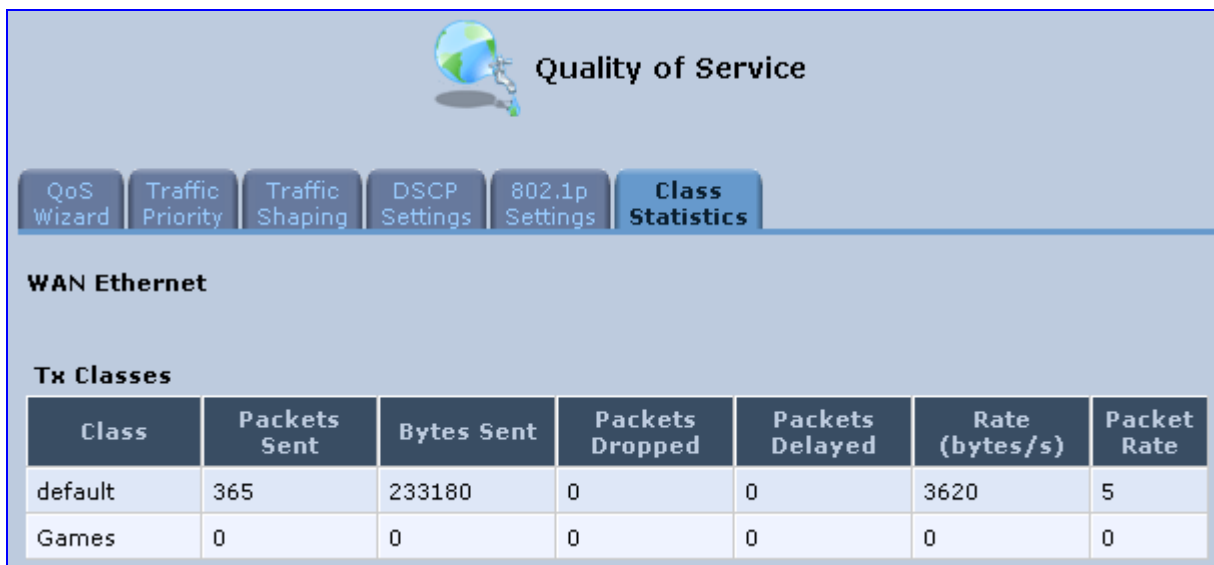 Quality of Service
QoS Wizard
Traffic Priority
Traffic Shaping
DSCP Settings
802.1p Settings
Class Statistics
WAN Ethernet
Tx Classes
Class Packets Sent Bytes Sent Packets Dropped Packets Delayed Rate (bytes/s) Packet Rate
default 365 233180 0 0 3620 5
Games 0 0 0 0 0 0